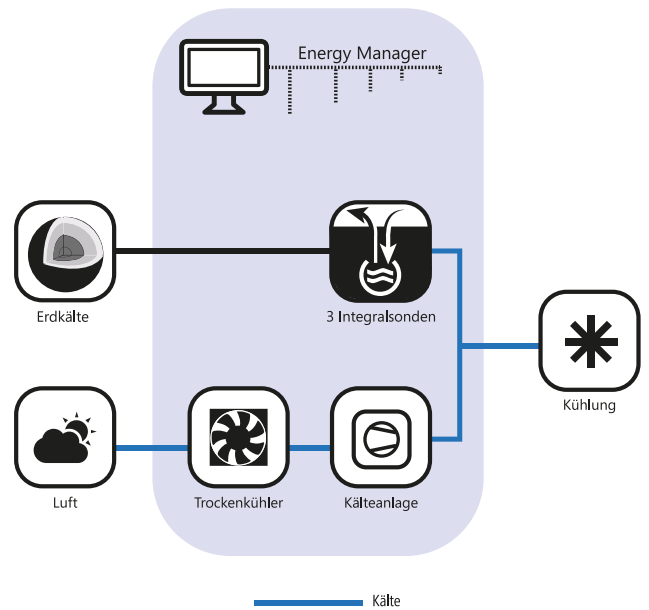 Energy Manager
Erdkälte
3 Integralsonden
Kühlung
Luft
Trockenkühler
Kälteanlage
Kälte